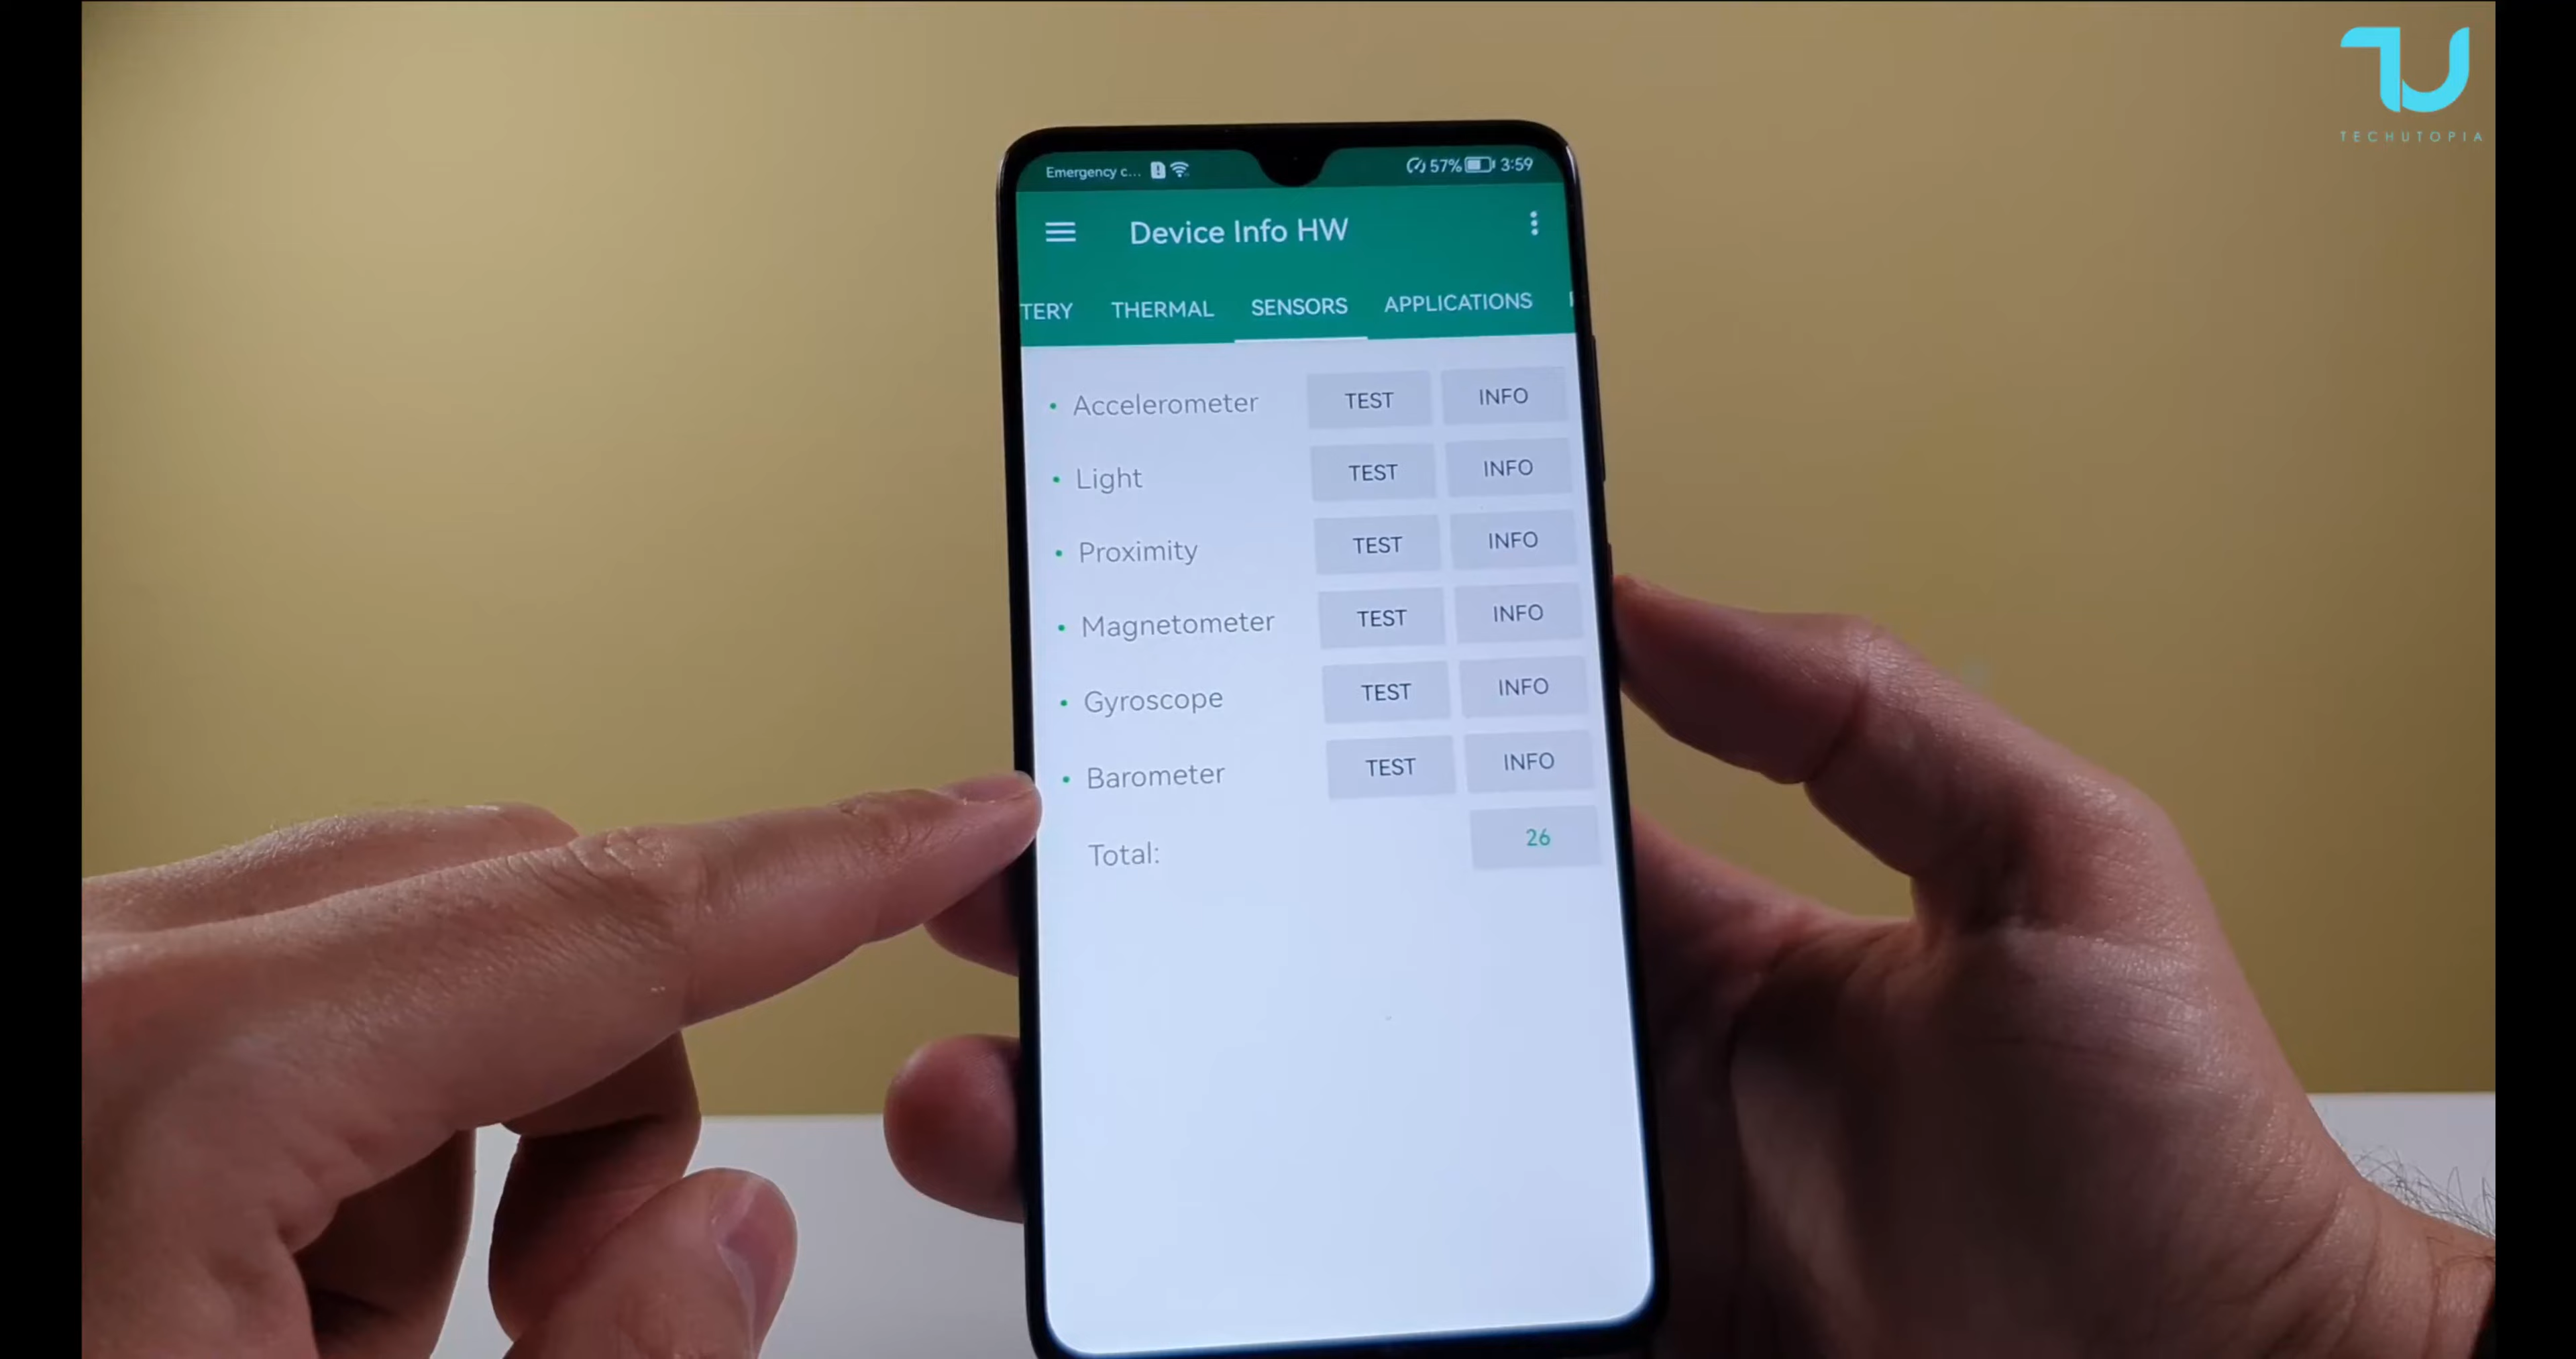 TECHUTOPIA
Emergency c... 57% 3:59
Device Info HW
TERY THERMAL SENSORS APPLICATIONS
• Accelerometer TEST INFO
• Light TEST INFO
• Proximity TEST INFO
• Magnetometer TEST INFO
• Gyroscope TEST INFO
• Barometer TEST INFO
Total: 26